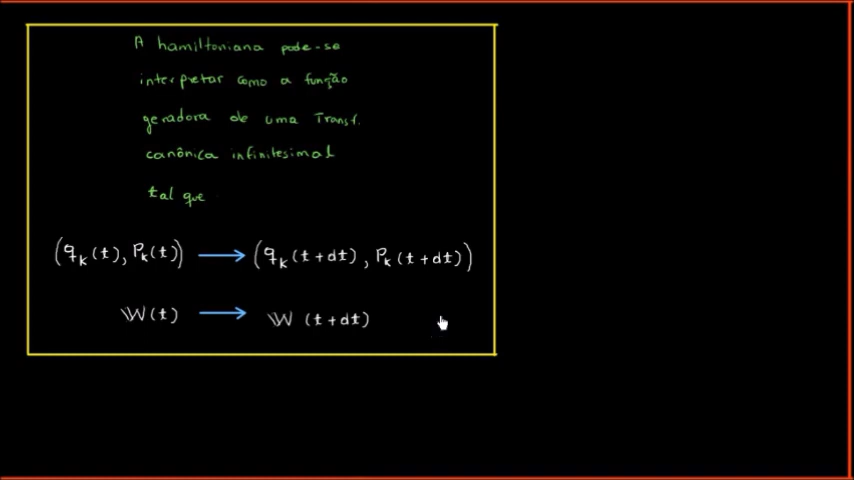 A hamiltoniana pode-se
interpretar como a função
geradora de uma Transf.
canônica infinitesimal
tal que
(q_k(t), P_k(t)) → (q_k(t+dt), P_k(t+dt))
𝕎(t) → 𝕎(t+dt)